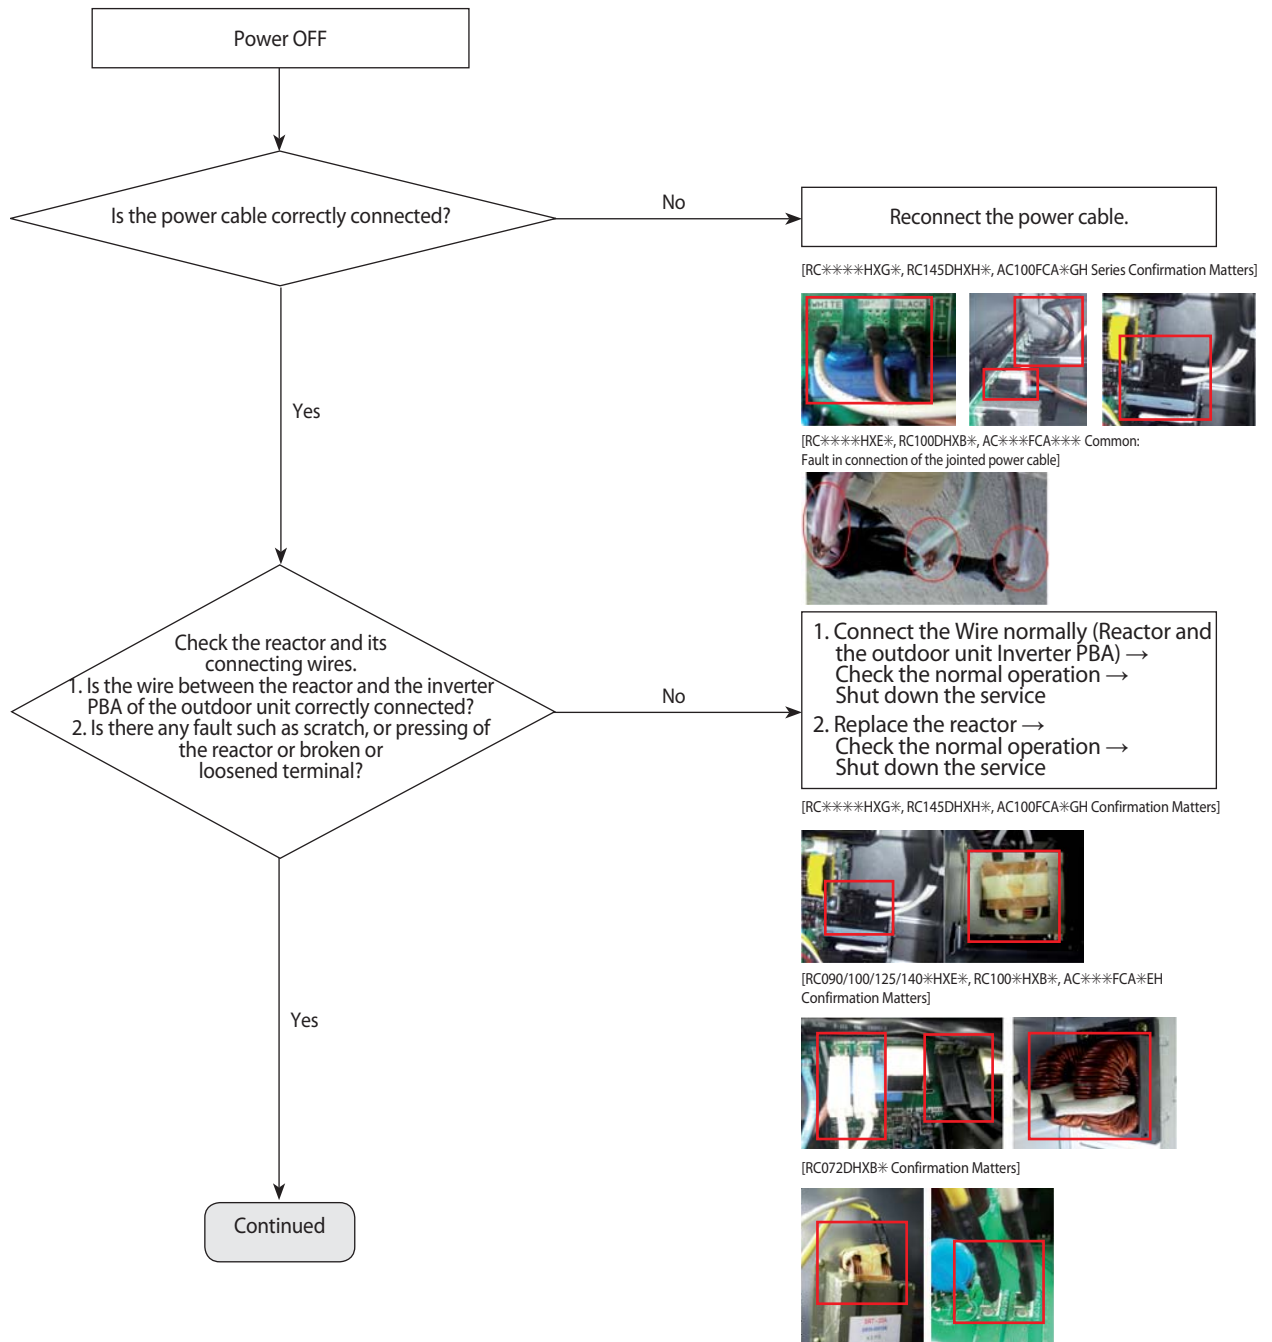 Power OFF
Is the power cable correctly connected?
No
Reconnect the power cable.
[RC✳✳✳✳HXG✳, RC145DHXH✳, AC100FCA✳GH Series Confirmation Matters]
WHITE
BLACK
[RC✳✳✳✳HXE✳, RC100DHXB✳, AC✳✳✳FCA✳✳✳ Common:
Fault in connection of the jointed power cable]
Yes
Check the reactor and its
connecting wires.
1. Is the wire between the reactor and the inverter
PBA of the outdoor unit correctly connected?
2. Is there any fault such as scratch, or pressing of
the reactor or broken or
loosened terminal?
No
1. Connect the Wire normally (Reactor and
the outdoor unit Inverter PBA) →
Check the normal operation →
Shut down the service
2. Replace the reactor →
Check the normal operation →
Shut down the service
[RC✳✳✳✳HXG✳, RC145DHXH✳, AC100FCA✳GH Confirmation Matters]
[RC090/100/125/140✳HXE✳, RC100✳HXB✳, AC✳✳✳FCA✳EH
Confirmation Matters]
[RC072DHXB✳ Confirmation Matters]
Yes
Continued